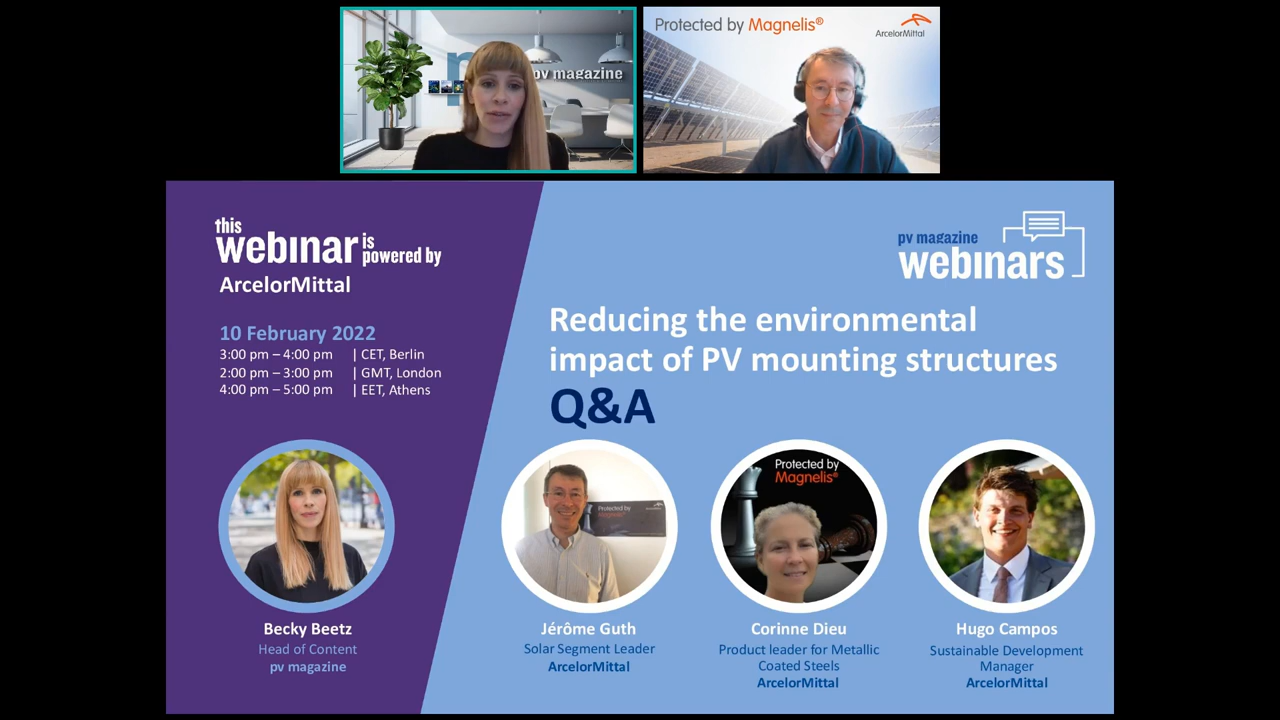 pv magazine
Protected by Magnelis®
ArcelorMittal
this
webinar is
powered by
ArcelorMittal
10 February 2022
3:00 pm – 4:00 pm | CET, Berlin
2:00 pm – 3:00 pm | GMT, London
4:00 pm – 5:00 pm | EET, Athens
pv magazine
webinars
Reducing the environmental
impact of PV mounting structures
Q&A
Protected by
Magnelis®
Protected by
Magnelis®
Becky Beetz
Head of Content
pv magazine
Jérôme Guth
Solar Segment Leader
ArcelorMittal
Corinne Dieu
Product leader for Metallic
Coated Steels
ArcelorMittal
Hugo Campos
Sustainable Development
Manager
ArcelorMittal